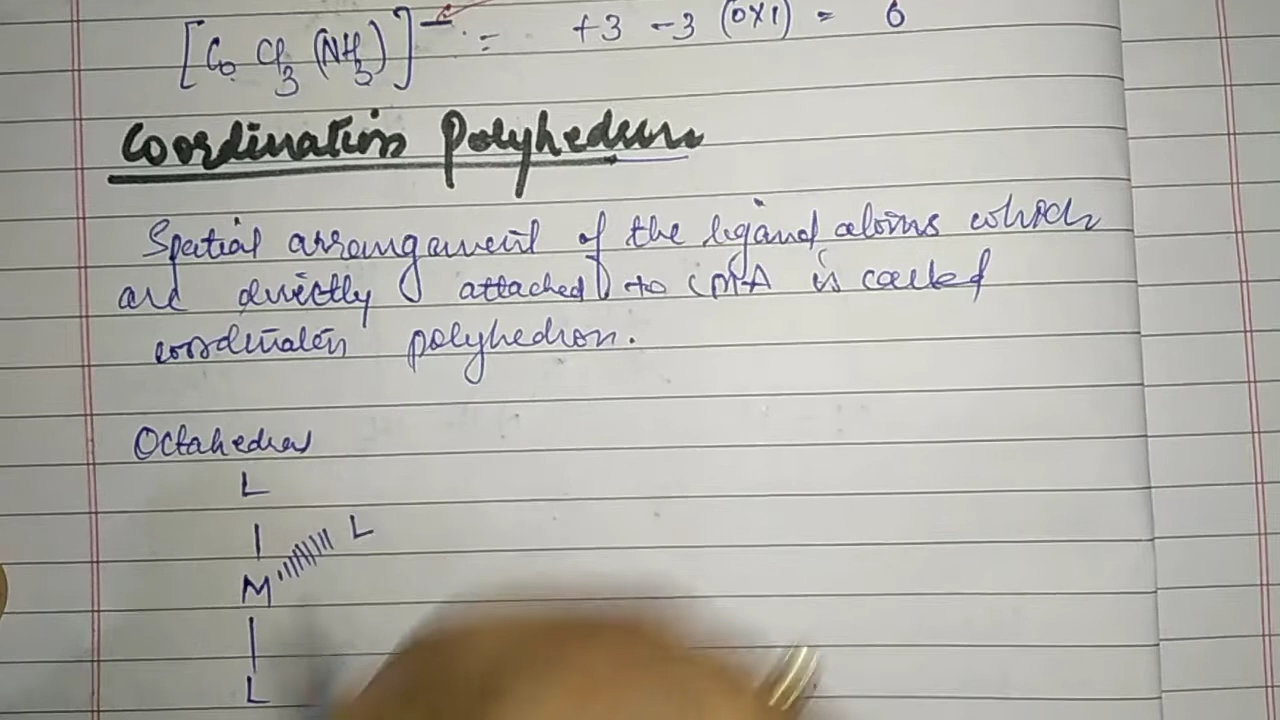 [Co Cl3 (NH3)]− = +3 −3 (0×1) = 0
Coordination Polyhedron
Spatial arrangement of the ligand atoms which
are directly attached to CMA is called
coordination polyhedron.
Octahedral
L
L
M
L